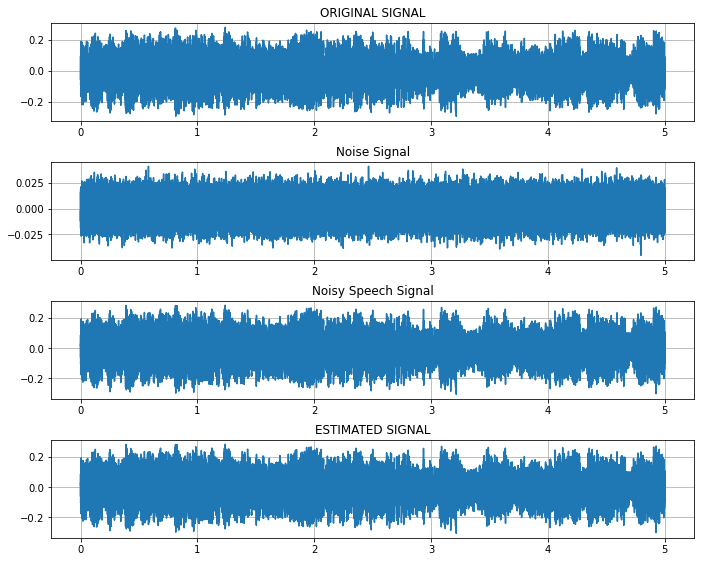 ORIGINAL SIGNAL
0.2
0.0
−0.2
0 1 2 3 4 5
Noise Signal
0.025
0.000
−0.025
0 1 2 3 4 5
Noisy Speech Signal
0.2
0.0
−0.2
0 1 2 3 4 5
ESTIMATED SIGNAL
0.2
0.0
−0.2
0 1 2 3 4 5